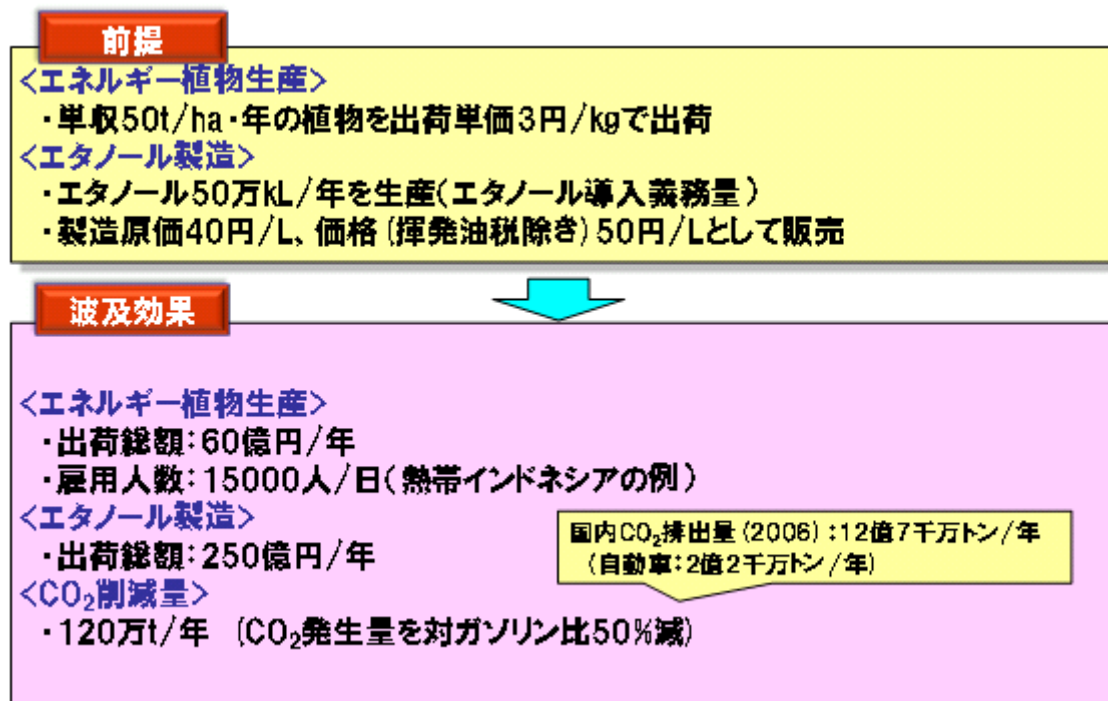 前提
<エネルギー植物生産>
・単収50t/ha・年の植物を出荷単価3円/kgで出荷
<エタノール製造>
・エタノール50万kL/年を生産(エタノール導入義務量)
・製造原価40円/L、価格(揮発油税除き)50円/Lとして販売
波及効果
<エネルギー植物生産>
・出荷総額:60億円/年
・雇用人数:15000人/日(熱帯インドネシアの例)
<エタノール製造>
・出荷総額:250億円/年
国内CO₂排出量(2006):12億7千万トン/年
(自動車:2億2千万トン/年)
<CO₂削減量>
・120万t/年 (CO₂発生量を対ガソリン比50%減)